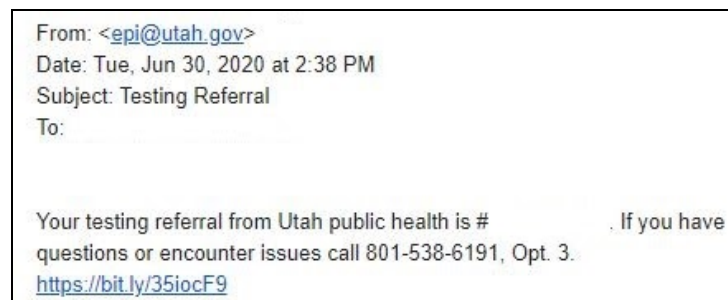 From: <epi@utah.gov>
Date: Tue, Jun 30, 2020 at 2:38 PM
Subject: Testing Referral
To:
Your testing referral from Utah public health is # . If you have
questions or encounter issues call 801-538-6191, Opt. 3.
https://bit.ly/35iocF9